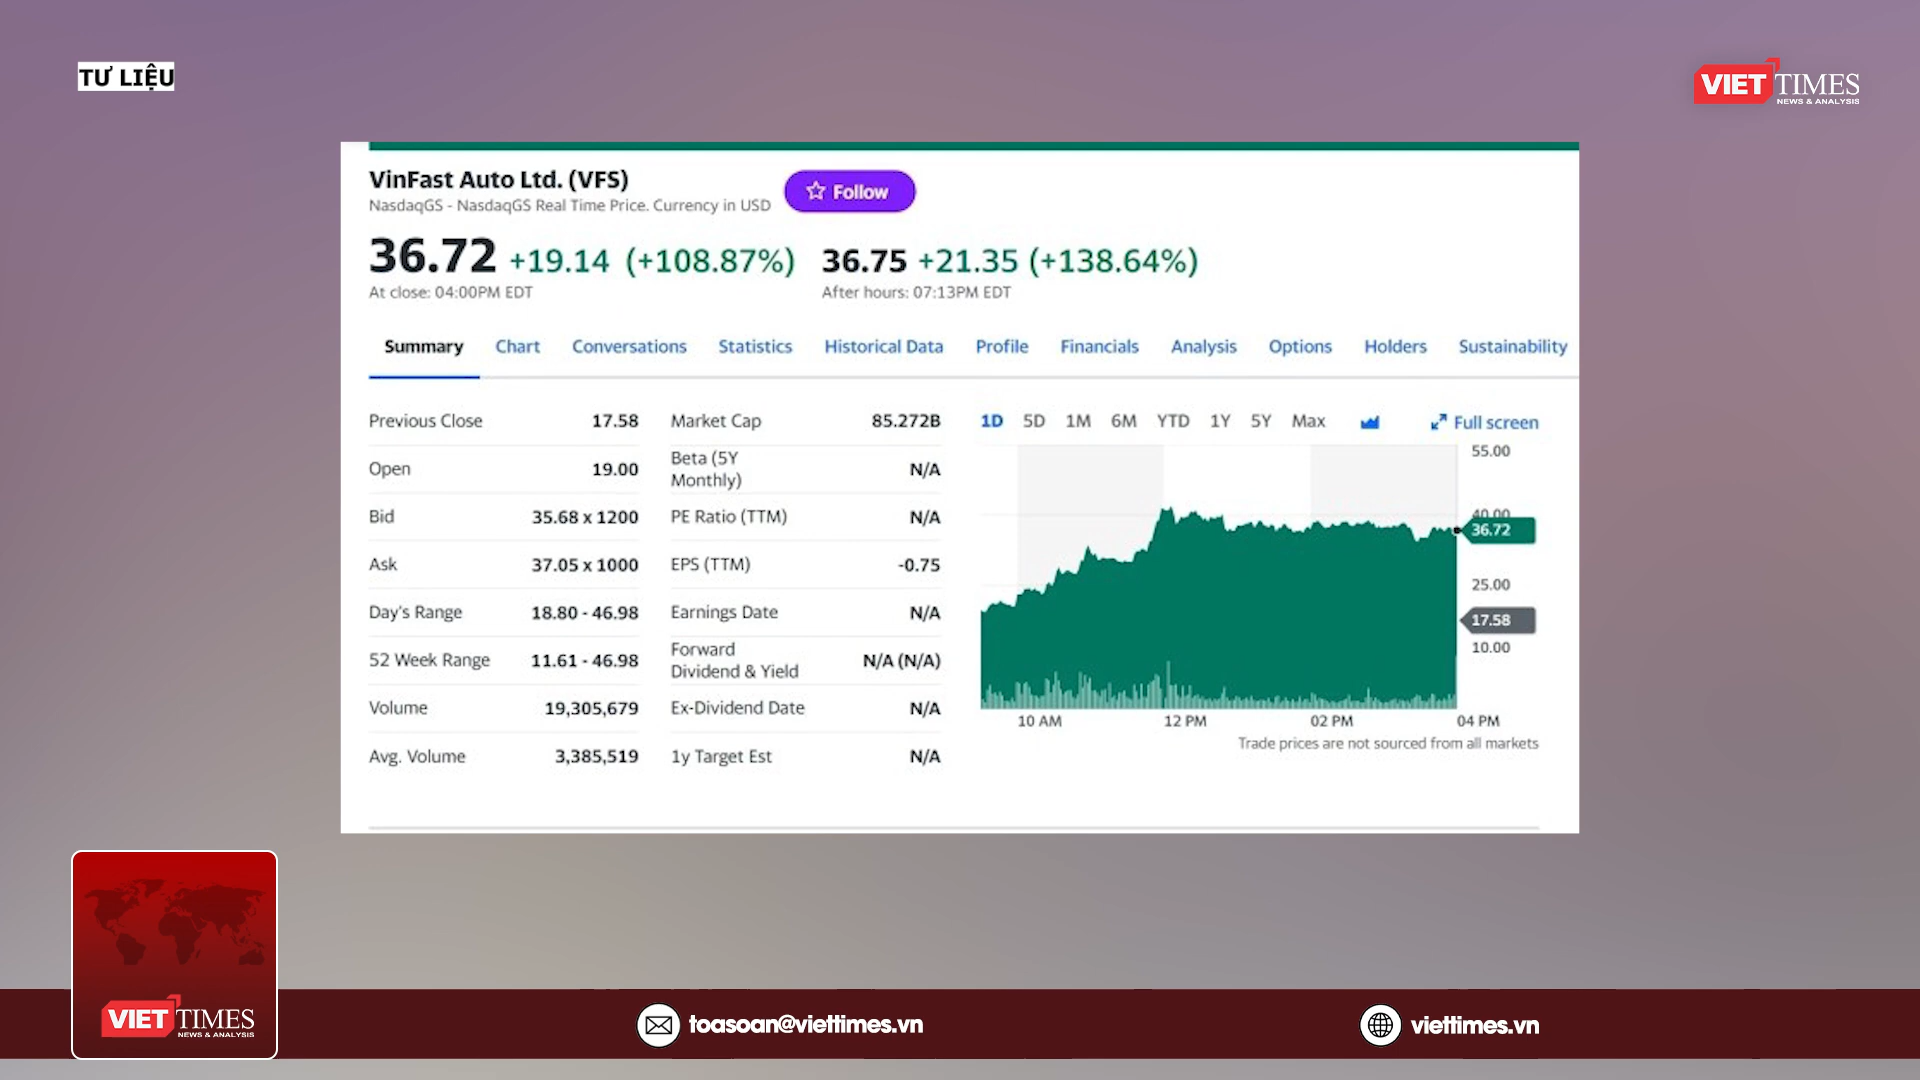 TƯ LIỆU
VIET TIMES
NEWS & ANALYSIS
VinFast Auto Ltd. (VFS)
NasdaqGS - NasdaqGS Real Time Price. Currency in USD
Follow
36.72 +19.14 (+108.87%) 36.75 +21.35 (+138.64%)
At close: 04:00PM EDT After hours: 07:13PM EDT
Summary Chart Conversations Statistics Historical Data Profile Financials Analysis Options Holders Sustainability
Previous Close 17.58
Open 19.00
Bid 35.68 x 1200
Ask 37.05 x 1000
Day's Range 18.80 - 46.98
52 Week Range 11.61 - 46.98
Volume 19,305,679
Avg. Volume 3,385,519
Market Cap 85.272B
Beta (5Y
Monthly) N/A
PE Ratio (TTM) N/A
EPS (TTM) -0.75
Earnings Date N/A
Forward
Dividend & Yield N/A (N/A)
Ex-Dividend Date N/A
1y Target Est N/A
1D 5D 1M 6M YTD 1Y 5Y Max Full screen
55.00
40.00
36.72
25.00
17.58
10.00
10 AM 12 PM 02 PM 04 PM
Trade prices are not sourced from all markets
VIET TIMES
NEWS & ANALYSIS
toasoan@viettimes.vn
viettimes.vn